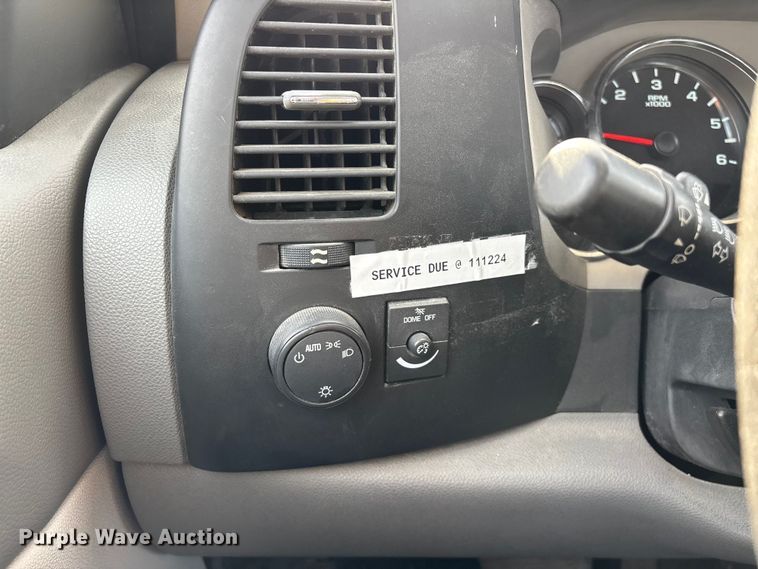 2 3 4 5 6
RPM
x1000
SERVICE DUE @ 111224
DOME OFF
AUTO
Purple Wave Auction